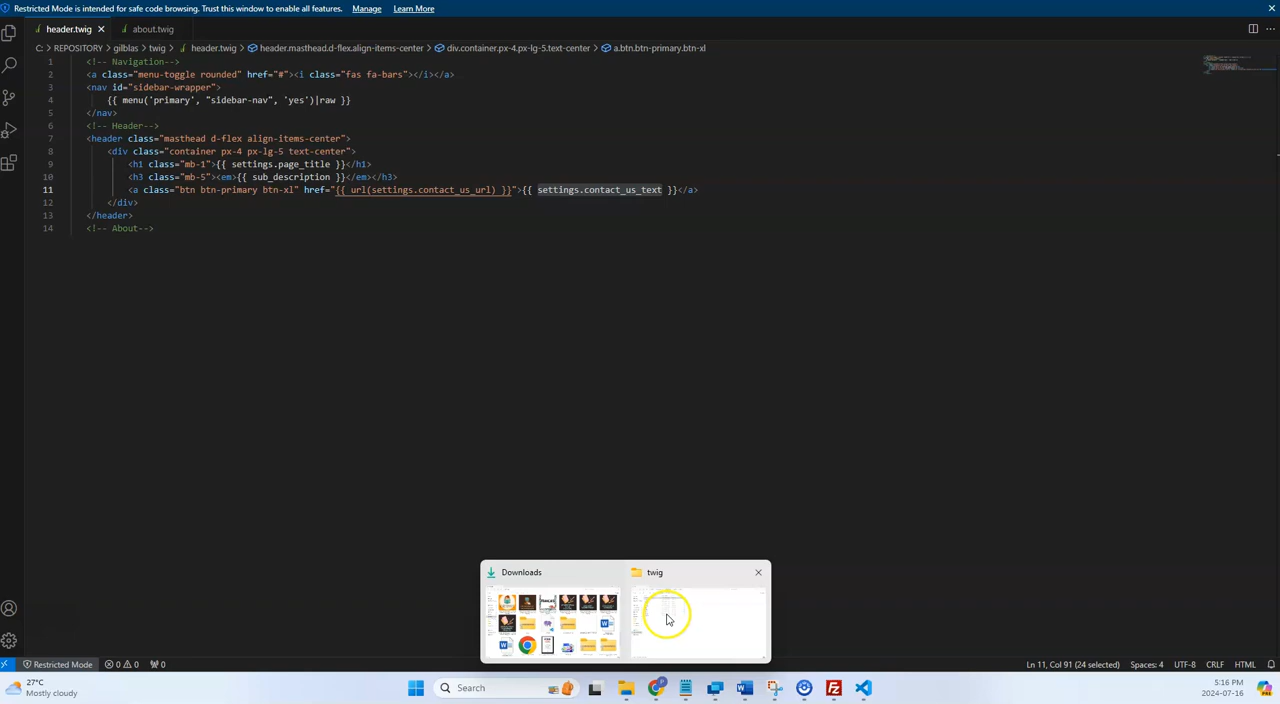 Restricted Mode is intended for safe code browsing. Trust this window to enable all features. Manage Learn More
header.twig about.twig
C: > REPOSITORY > gilblas > twig > header.twig > header.masthead.d-flex.align-items-center > div.container.px-4.px-lg-5.text-center > a.btn.btn-primary.btn-xl
1 <!-- Navigation-->
2 <a class="menu-toggle rounded" href="#"><i class="fas fa-bars"></i></a>
3 <nav id="sidebar-wrapper">
4 {{ menu('primary', "sidebar-nav", 'yes')|raw }}
5 </nav>
6 <!-- Header-->
7 <header class="masthead d-flex align-items-center">
8 <div class="container px-4 px-lg-5 text-center">
9 <h1 class="mb-1">{{ settings.page_title }}</h1>
10 <h3 class="mb-5"><em>{{ sub_description }}</em></h3>
11 <a class="btn btn-primary btn-xl" href="{{ url(settings.contact_us_url) }}">{{ settings.contact_us_text }}</a>
12 </div>
13 </header>
14 <!-- About-->
Downloads twig
Restricted Mode 0 0 0 Ln 11, Col 91 (24 selected) Spaces: 4 UTF-8 CRLF HTML
27°C
Mostly cloudy
Search
5:16 PM
2024-07-16